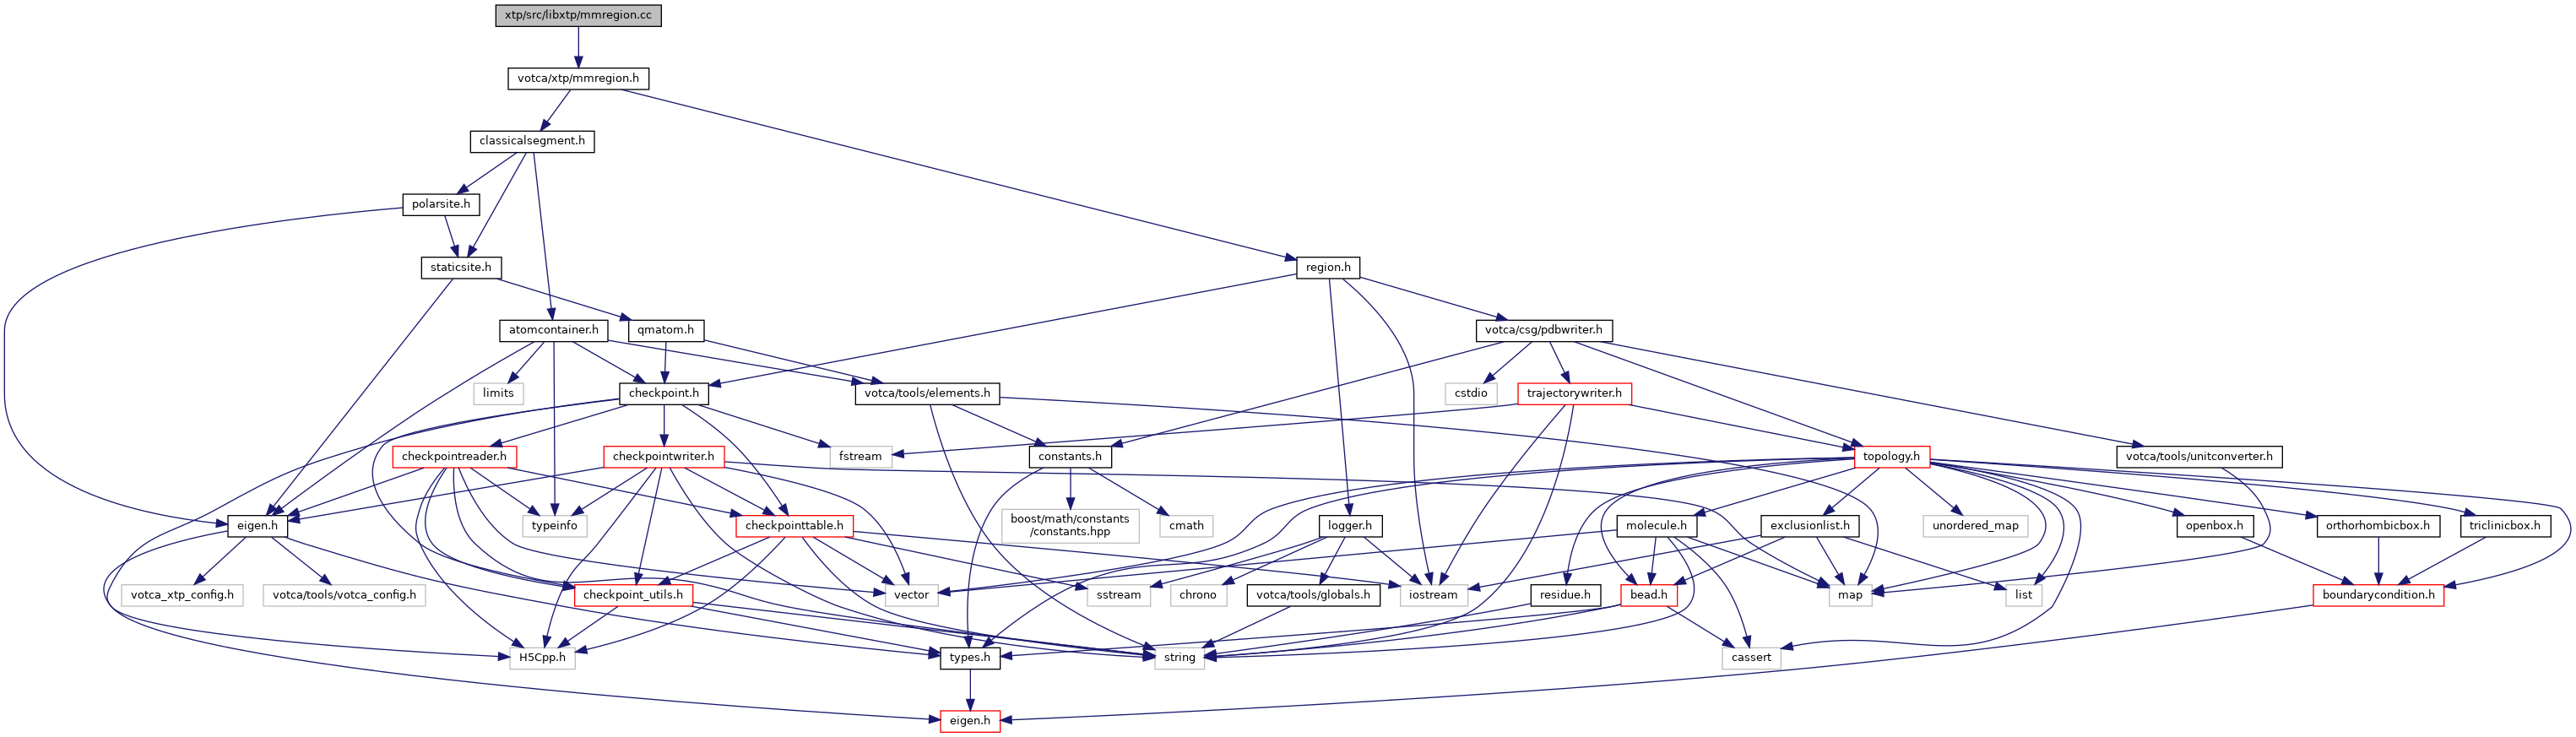 xtp/src/libxtp/mmregion.cc
votca/xtp/mmregion.h
classicalsegment.h
polarsite.h
staticsite.h
region.h
atomcontainer.h
qmatom.h
votca/csg/pdbwriter.h
limits
checkpoint.h
votca/tools/elements.h
cstdio
trajectorywriter.h
checkpointreader.h
checkpointwriter.h
fstream
constants.h
topology.h
votca/tools/unitconverter.h
eigen.h
typeinfo
checkpointtable.h
boost/math/constants
/constants.hpp
cmath
logger.h
molecule.h
exclusionlist.h
unordered_map
openbox.h
orthorhombicbox.h
triclinicbox.h
votca_xtp_config.h
votca/tools/votca_config.h
checkpoint_utils.h
vector
sstream
chrono
votca/tools/globals.h
iostream
residue.h
bead.h
map
list
boundarycondition.h
H5Cpp.h
types.h
string
cassert
eigen.h